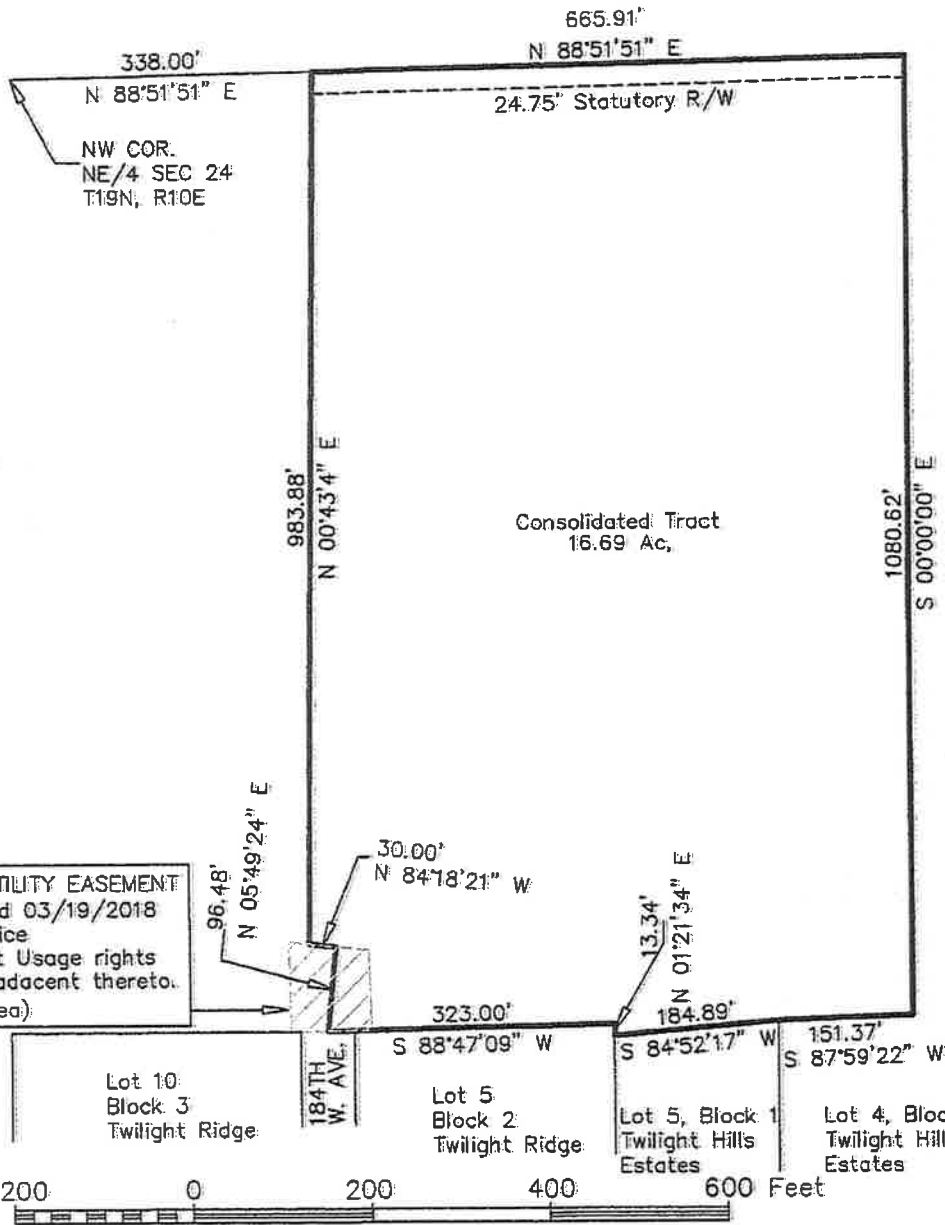 665.91'
N 88°51'51" E
338.00'
N 88°51'51" E
24.75" Statutory R/W
NW COR.
NE/4 SEC 24
T19N, R10E
983.88'
N 00°43'4" E
Consolidated Tract
16.69 Ac.
1080.62'
S 00°00'00" E
30.00'
N 84°18'21" W
96.48'
N 05°49'24" E
TILITY EASEMENT
d 03/19/2018
ice
t Usage rights
adacent thereto.
ea)
13.34'
N 01°21'34" E
323.00'
S 88°47'09" W
184.89'
S 84°52'17" W
151.37'
S 87°59'22" W
Lot 10
Block 3
Twilight Ridge
184TH
W. AVE.
Lot 5
Block 2
Twilight Ridge
Lot 5, Block 1
Twilight Hills
Estates
Lot 4, Bloc
Twilight Hill
Estates
200 0 200 400 600 Feet